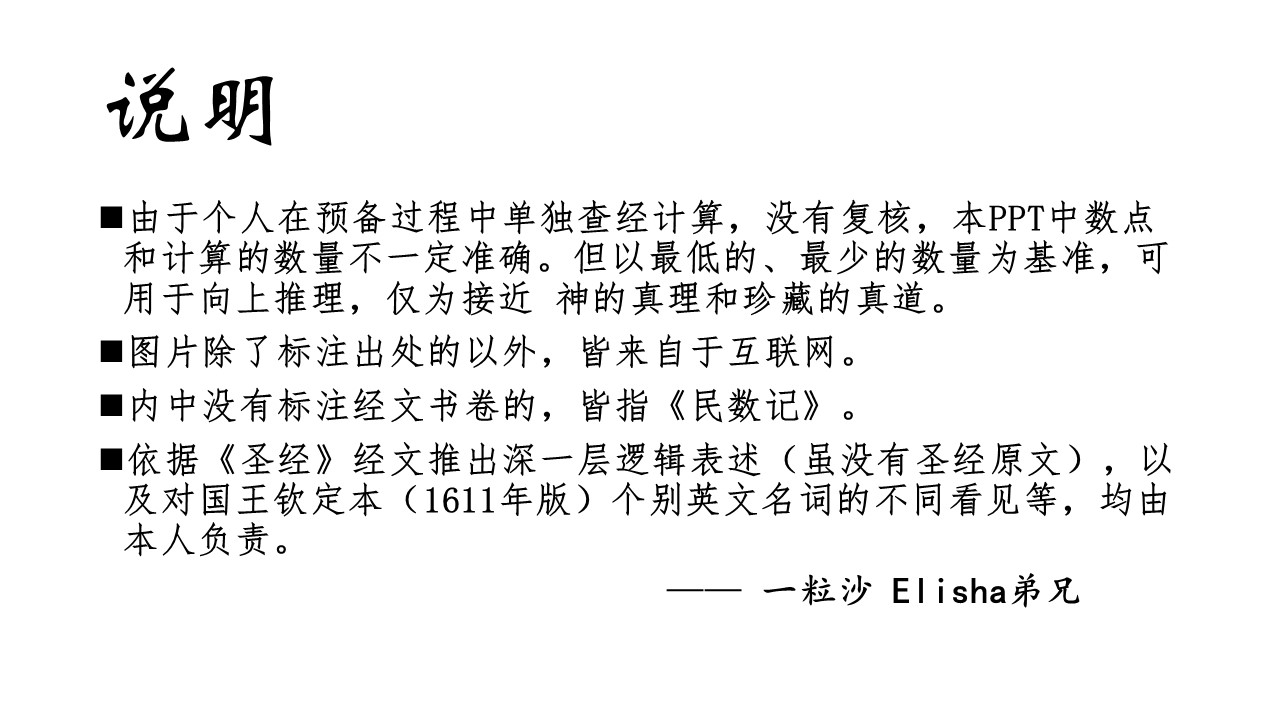 说明
■由于个人在预备过程中单独查经计算，没有复核，本PPT中数点
和计算的数量不一定准确。但以最低的、最少的数量为基准，可
用于向上推理，仅为接近 神的真理和珍藏的真道。
■图片除了标注出处的以外，皆来自于互联网。
■内中没有标注经文书卷的，皆指《民数记》。
■依据《圣经》经文推出深一层逻辑表述（虽没有圣经原文），以
及对国王钦定本（1611年版）个别英文名词的不同看见等，均由
本人负责。
—— 一粒沙 Elisha弟兄